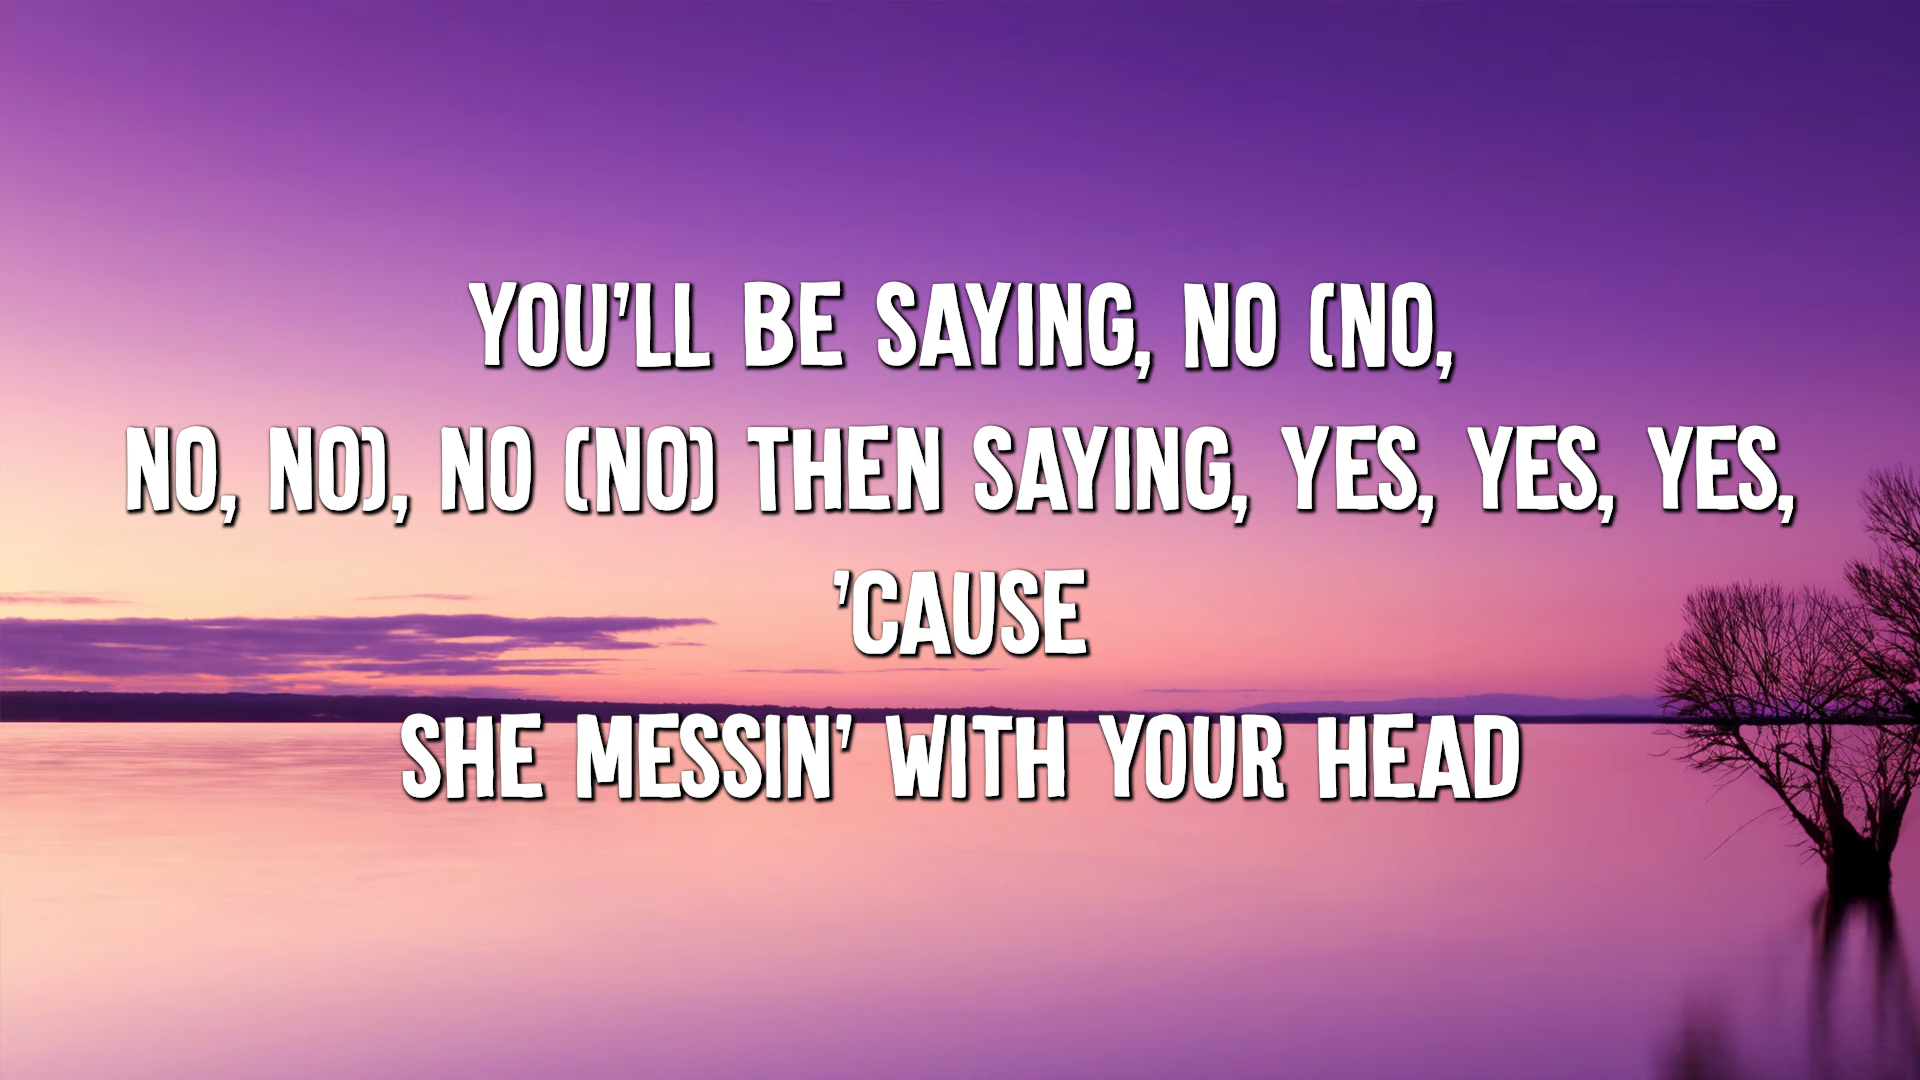 YOU'LL BE SAYING, NO (NO,
NO, NO), NO (NO) THEN SAYING, YES, YES, YES,
'CAUSE
SHE MESSIN' WITH YOUR HEAD